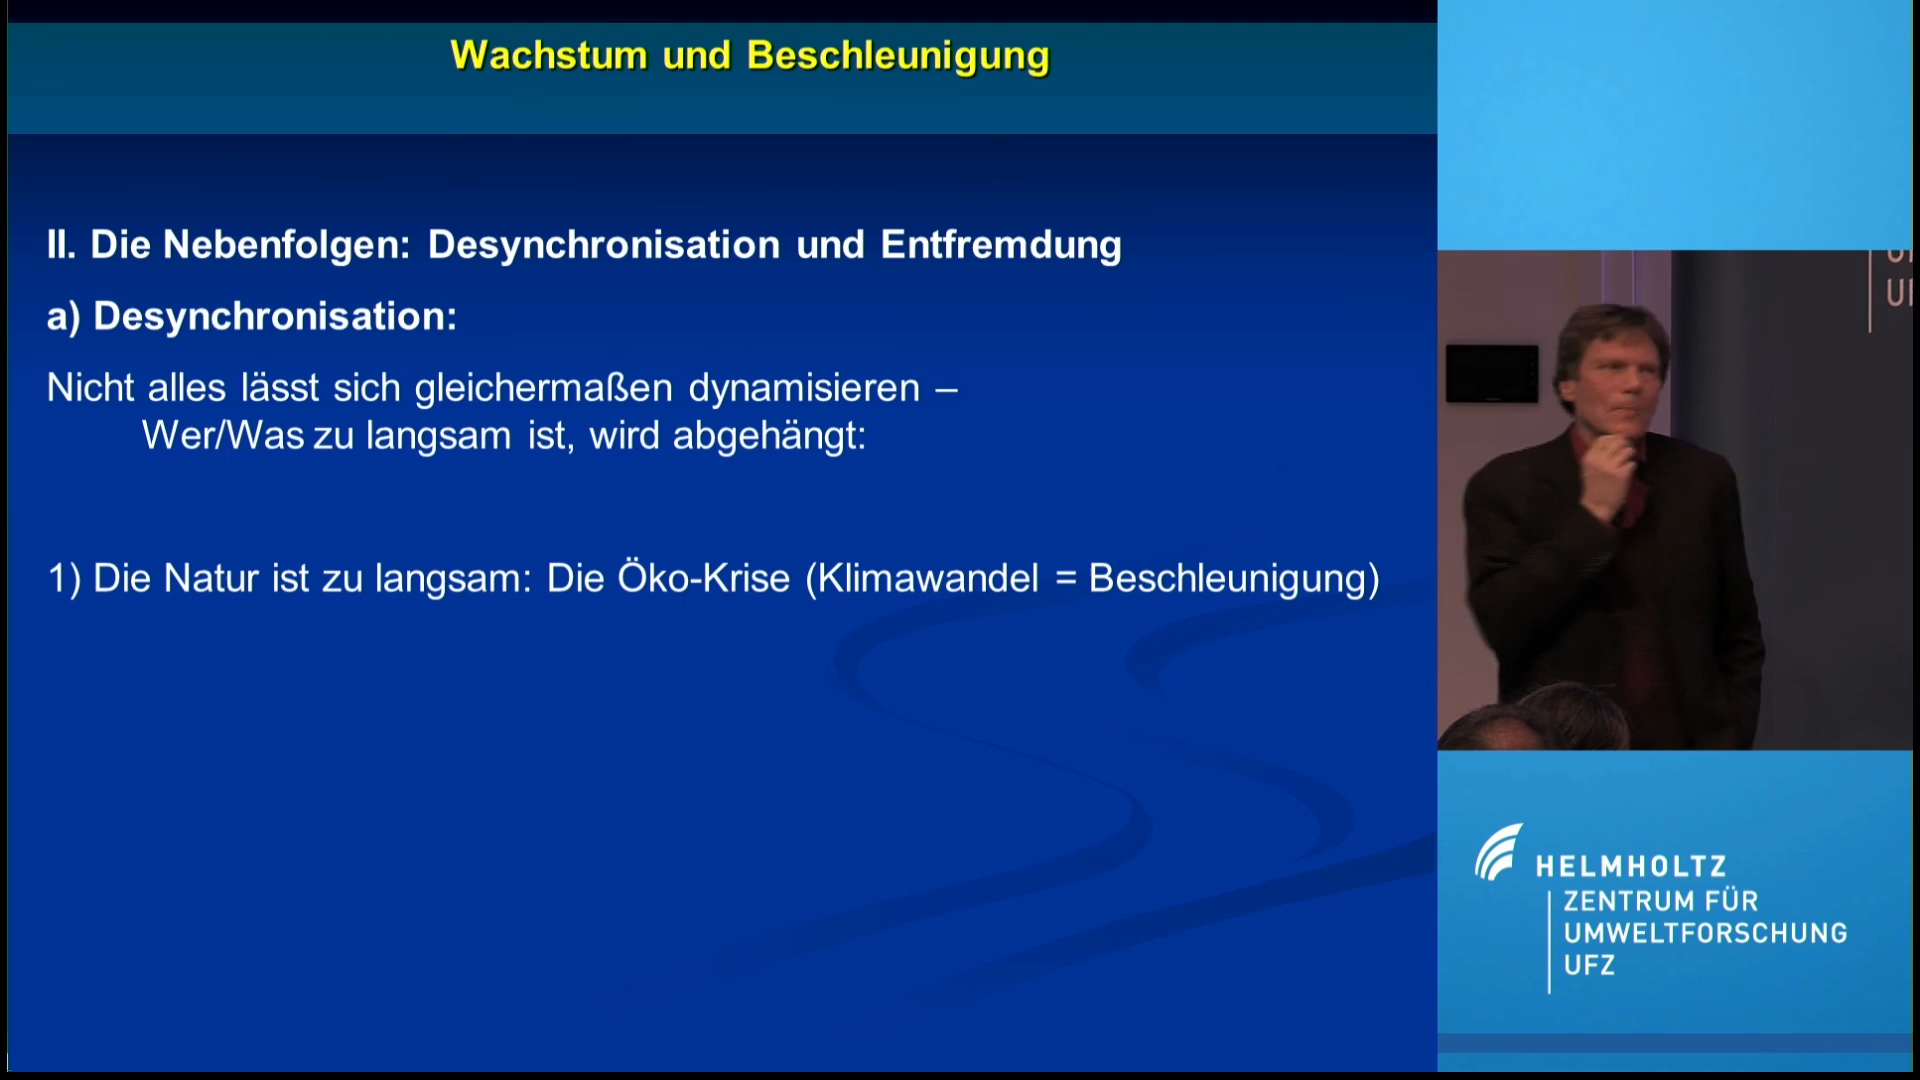 Wachstum und Beschleunigung
II. Die Nebenfolgen: Desynchronisation und Entfremdung
a) Desynchronisation:
Nicht alles lässt sich gleichermaßen dynamisieren –
Wer/Was zu langsam ist, wird abgehängt:
1) Die Natur ist zu langsam: Die Öko-Krise (Klimawandel = Beschleunigung)
HELMHOLTZ
ZENTRUM FÜR
UMWELTFORSCHUNG
UFZ